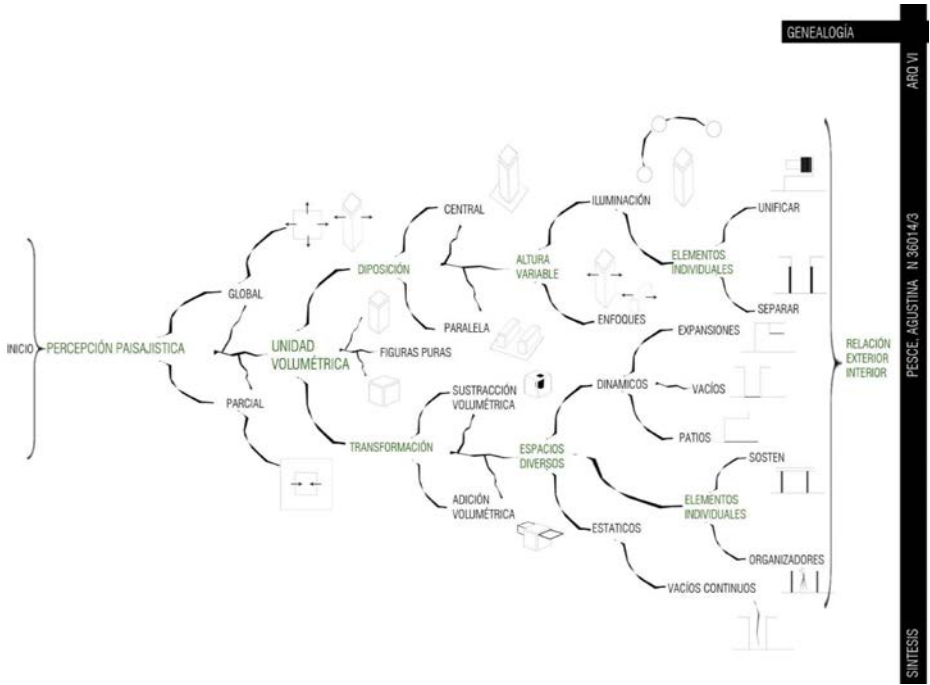 GENEALOGÍA
ARQ VI
PESCE, AGUSTINA N 36014/3
SINTESIS
INICIO
PERCEPCIÓN PAISAJISTICA
GLOBAL
PARCIAL
UNIDAD
VOLUMÉTRICA
DIPOSICIÓN
FIGURAS PURAS
TRANSFORMACIÓN
CENTRAL
PARALELA
SUSTRACCIÓN
VOLUMÉTRICA
ADICIÓN
VOLUMÉTRICA
ALTURA
VARIABLE
ESPACIOS
DIVERSOS
ILUMINACIÓN
ENFOQUES
DINAMICOS
ESTATICOS
ELEMENTOS
INDIVIDUALES
UNIFICAR
SEPARAR
EXPANSIONES
VACÍOS
PATIOS
ELEMENTOS
INDIVIDUALES
SOSTEN
ORGANIZADORES
VACÍOS CONTINUOS
RELACIÓN
EXTERIOR
INTERIOR